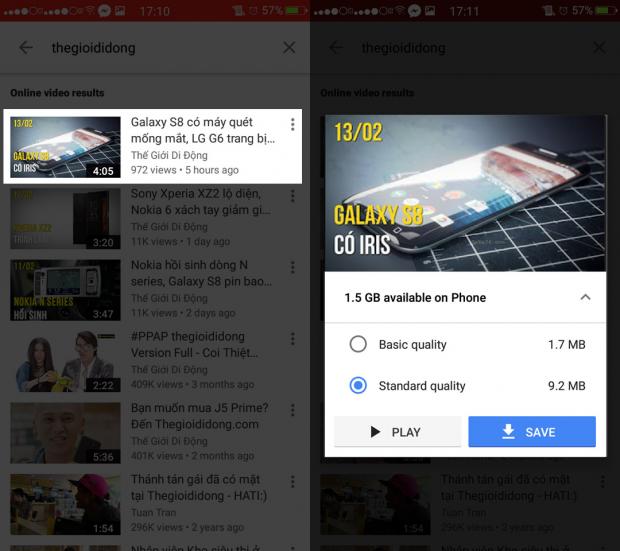 17:10
57%
thegioididong
Online video results
13/02
GALAXY S8
CÓ IRIS
4:05
Galaxy S8 có máy quét
mống mắt, LG G6 trang bị...
Thế Giới Di Động
972 views • 5 hours ago
XPERIA XZ2
TRÌNH LÀNG
3:20
Sony Xperia XZ2 lộ diện,
Nokia 6 xách tay giảm gi...
Thế Giới Di Động
11K views • 1 day ago
11/02
NOKIA N SERIES
HỒI SINH
3:47
Nokia hồi sinh dòng N
series, Galaxy S8 pin bao...
Thế Giới Di Động
11K views • 2 days ago
2:22
#PPAP thegioididong
Version Full - Coi Thiệt...
Thế Giới Di Động
409K views • 3 months ago
5:36
Bạn muốn mua J5 Prime?
Đến Thegioididong.com
Thế Giới Di Động
401K views • 2 months ago
1:54
Thánh tán gái đã có mặt
tại Thegioididong - HATI:)
Tuan Tran
296K views • 2 years ago
Nhân viên Kha siêu thị ở
17:11
57%
thegioididong
Online video results
13/02
GALAXY S8
CÓ IRIS
1.5 GB available on Phone
Basic quality 1.7 MB
Standard quality 9.2 MB
PLAY SAVE
1:54
Thánh tán gái đã có mặt
tại Thegioididong - HATI:)
Tuan Tran
296K views • 2 years ago
Nhân viên Kha siêu thị ở